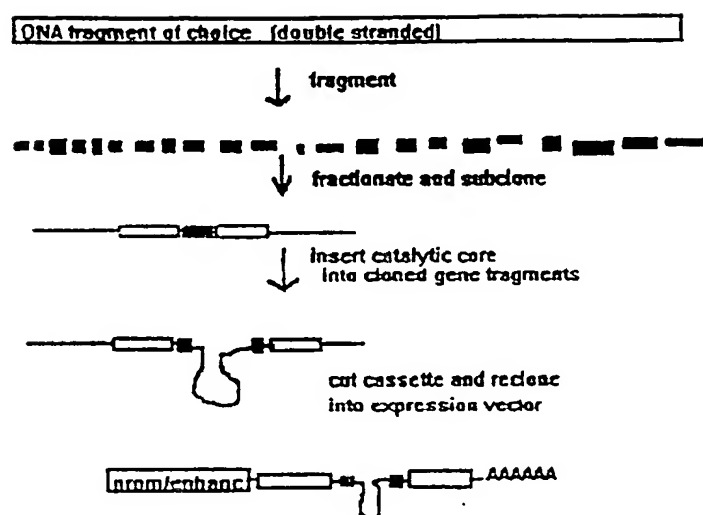 DNA fragment of choice (double stranded)
fragment
fractionate and subclone
insert catalytic core
into cloned gene fragments
cut cassette and reclone
into expression vector
prom/enhanc
AAAAAA